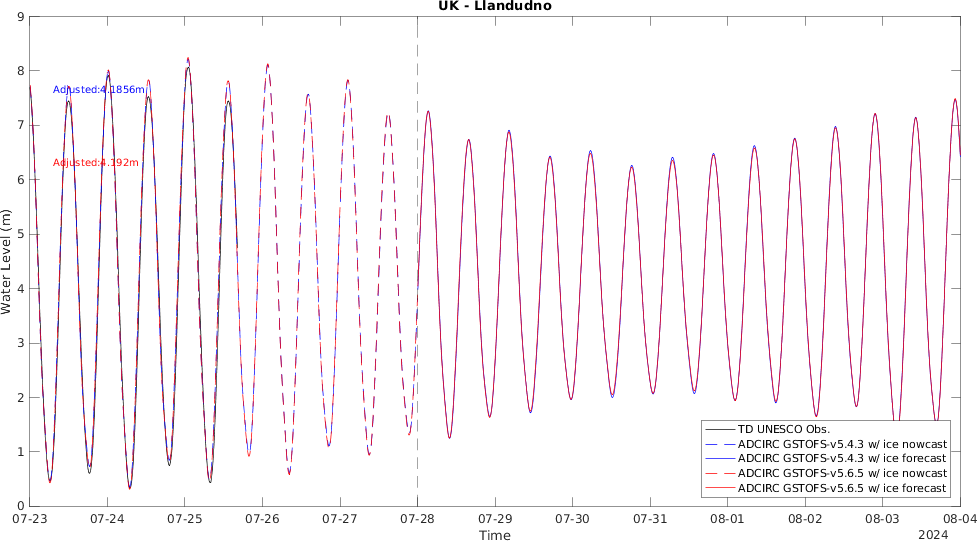 UK - Llandudno
9
8
7
6
5
4
3
2
1
0
Water Level (m)
Adjusted:4.1856m
Adjusted:4.192m
TD UNESCO Obs.
ADCIRC GSTOFS-v5.4.3 w/ ice nowcast
ADCIRC GSTOFS-v5.4.3 w/ ice forecast
ADCIRC GSTOFS-v5.6.5 w/ ice nowcast
ADCIRC GSTOFS-v5.6.5 w/ ice forecast
07-23 07-24 07-25 07-26 07-27 07-28 07-29 07-30 07-31 08-01 08-02 08-03 08-04
Time
2024